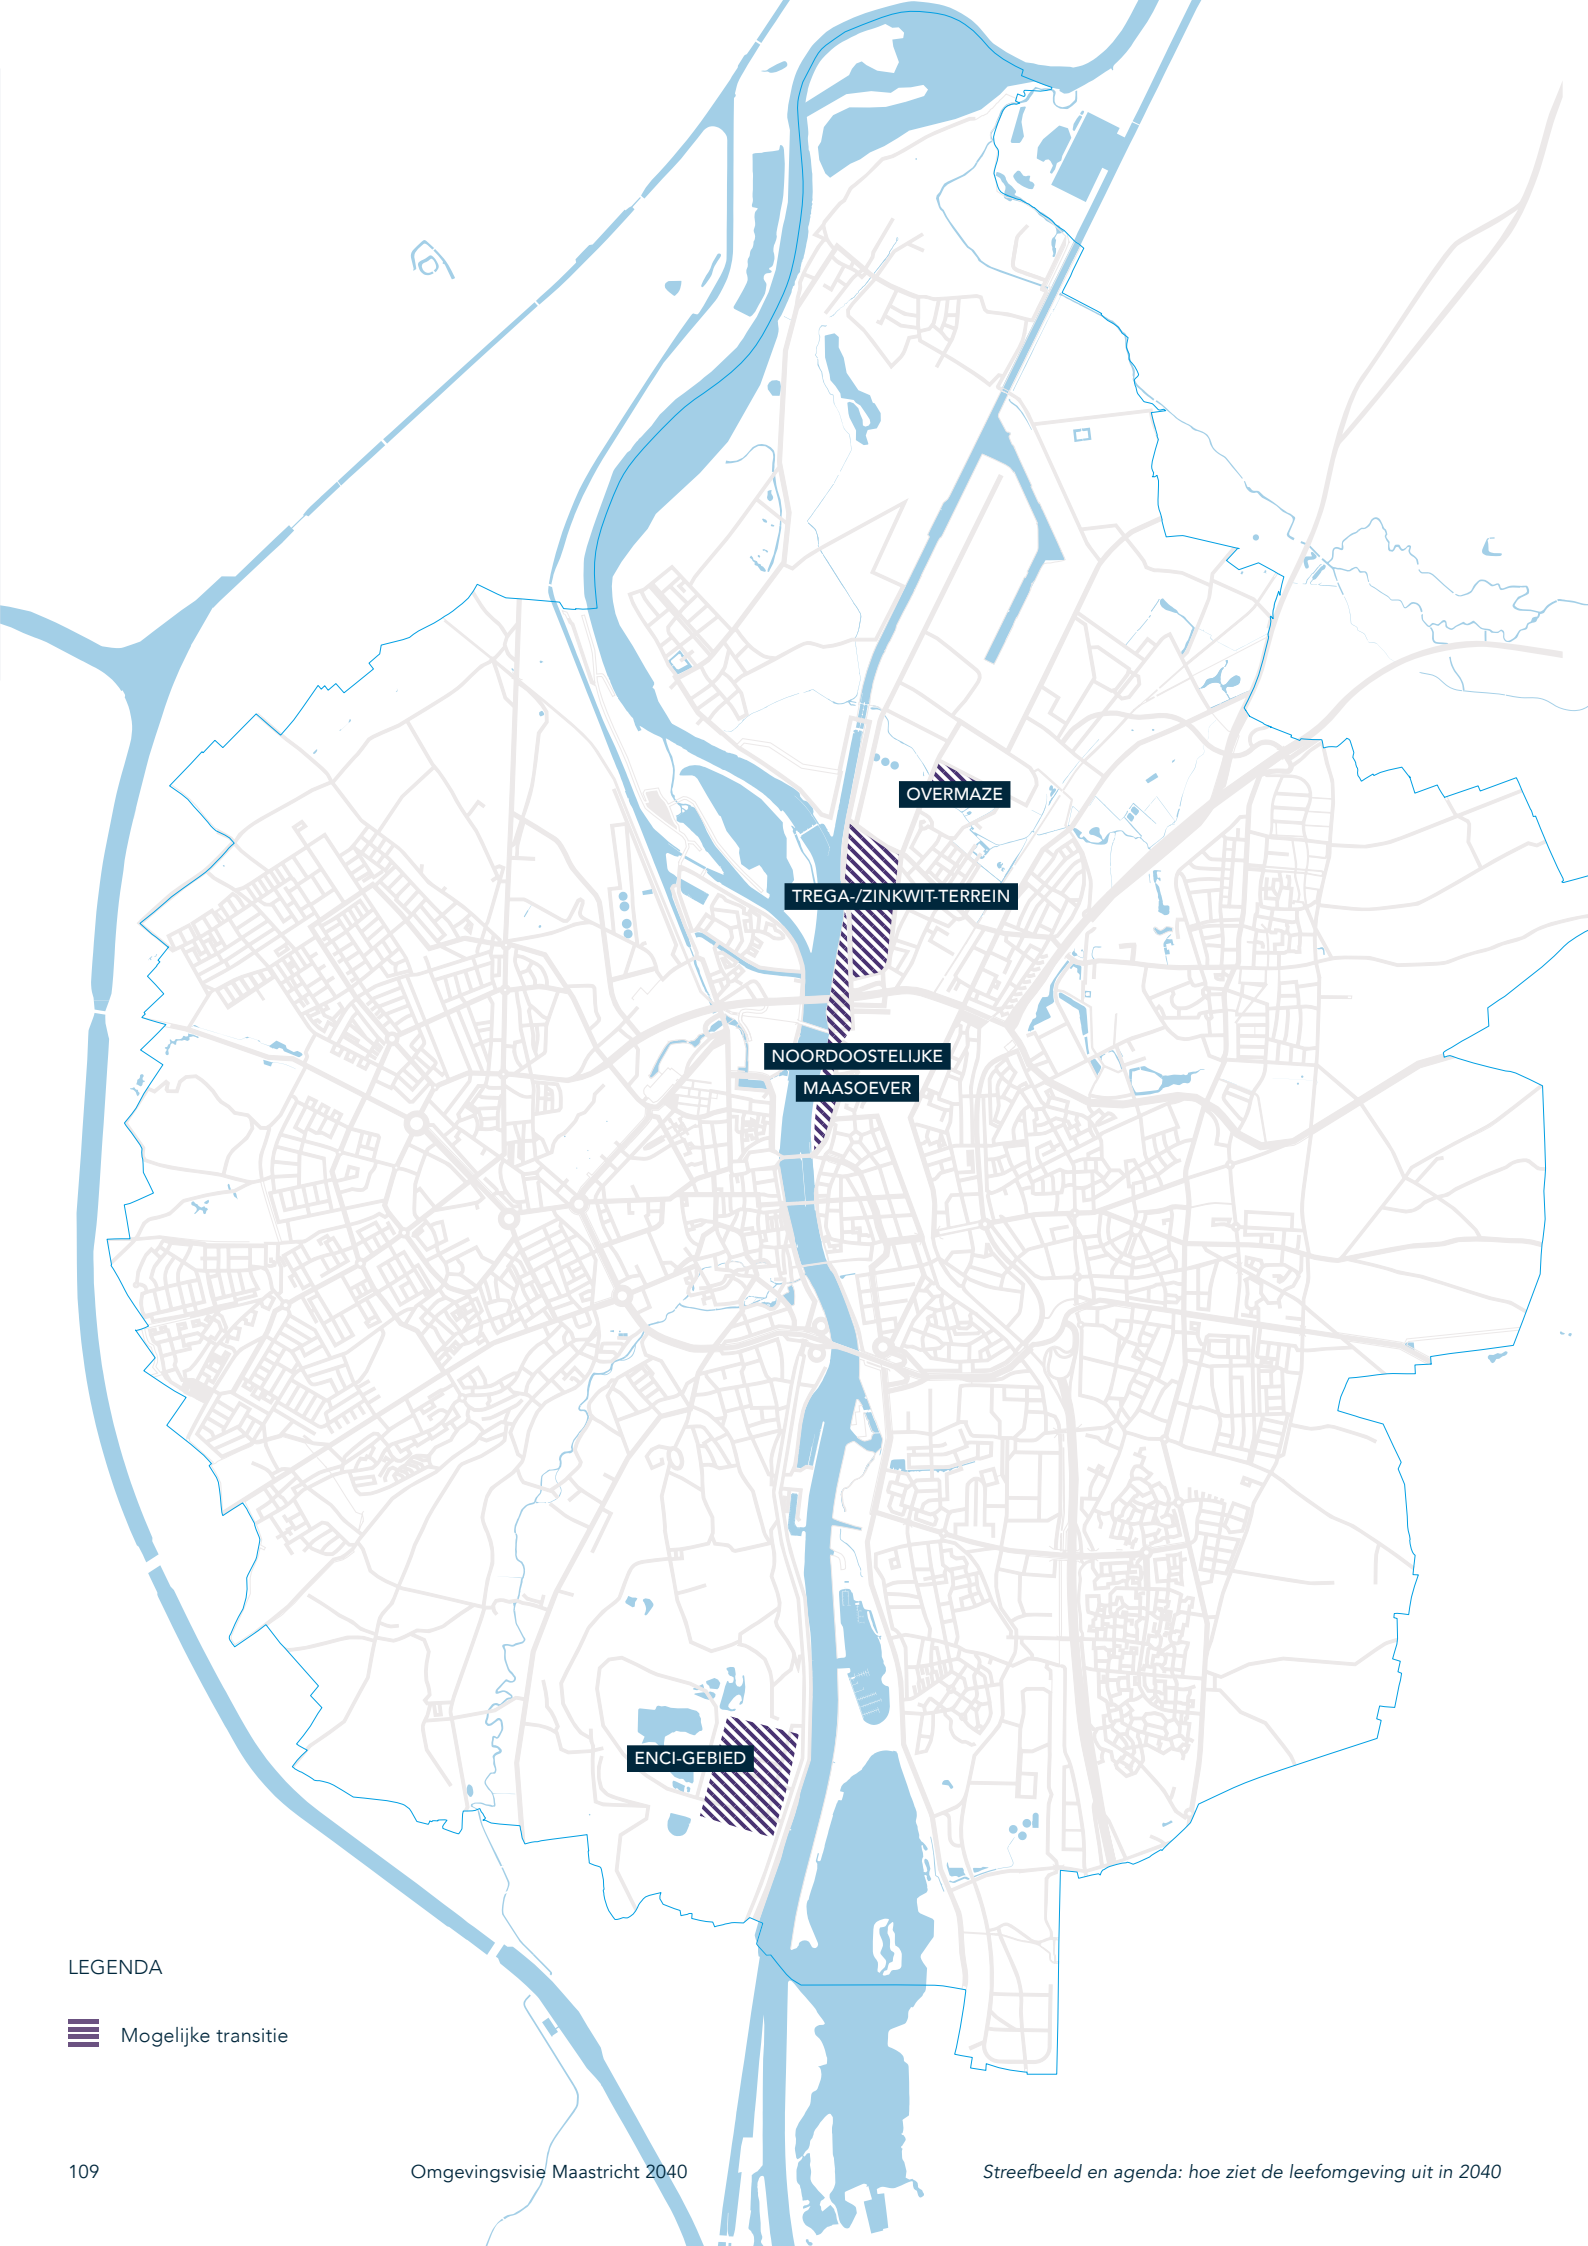 OVERMAZE
TREGA-/ZINKWIT-TERREIN
NOORDOOSTELIJKE
MAASOEVER
ENCI-GEBIED
LEGENDA
Mogelijke transitie
109 Omgevingsvisie Maastricht 2040 Streefbeeld en agenda: hoe ziet de leefomgeving uit in 2040